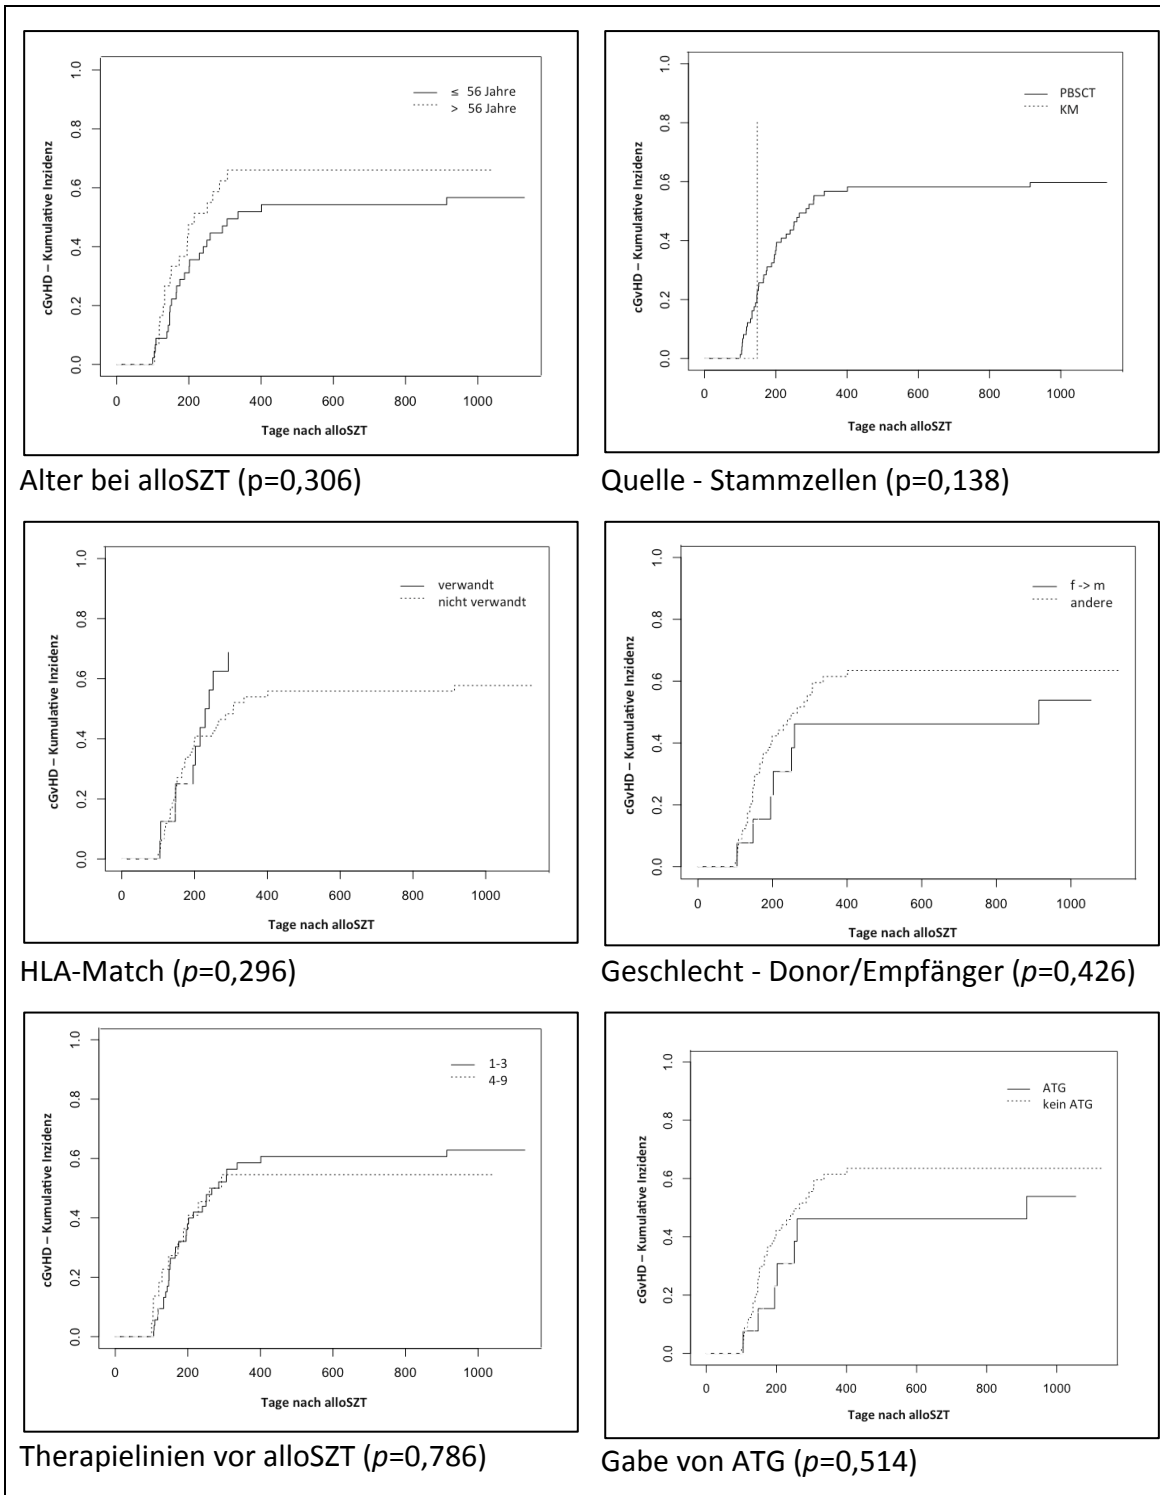 cGvHD – Kumulative Inzidenz
1.0
0.8
0.6
0.4
0.2
0.0
≤ 56 Jahre
> 56 Jahre
0 200 400 600 800 1000
Tage nach alloSZT
Alter bei alloSZT (p=0,306)
cGvHD – Kumulative Inzidenz
1.0
0.8
0.6
0.4
0.2
0.0
PBSCT
KM
0 200 400 600 800 1000
Tage nach alloSZT
Quelle - Stammzellen (p=0,138)
cGvHD – Kumulative Inzidenz
1.0
0.8
0.6
0.4
0.2
0.0
verwandt
nicht verwandt
0 200 400 600 800 1000
Tage nach alloSZT
HLA-Match (p=0,296)
cGvHD – Kumulative Inzidenz
1.0
0.8
0.6
0.4
0.2
0.0
f -> m
andere
0 200 400 600 800 1000
Tage nach alloSZT
Geschlecht - Donor/Empfänger (p=0,426)
cGvHD – Kumulative Inzidenz
1.0
0.8
0.6
0.4
0.2
0.0
1-3
4-9
0 200 400 600 800 1000
Tage nach alloSZT
Therapielinien vor alloSZT (p=0,786)
cGvHD – Kumulative Inzidenz
1.0
0.8
0.6
0.4
0.2
0.0
ATG
kein ATG
0 200 400 600 800 1000
Tage nach alloSZT
Gabe von ATG (p=0,514)